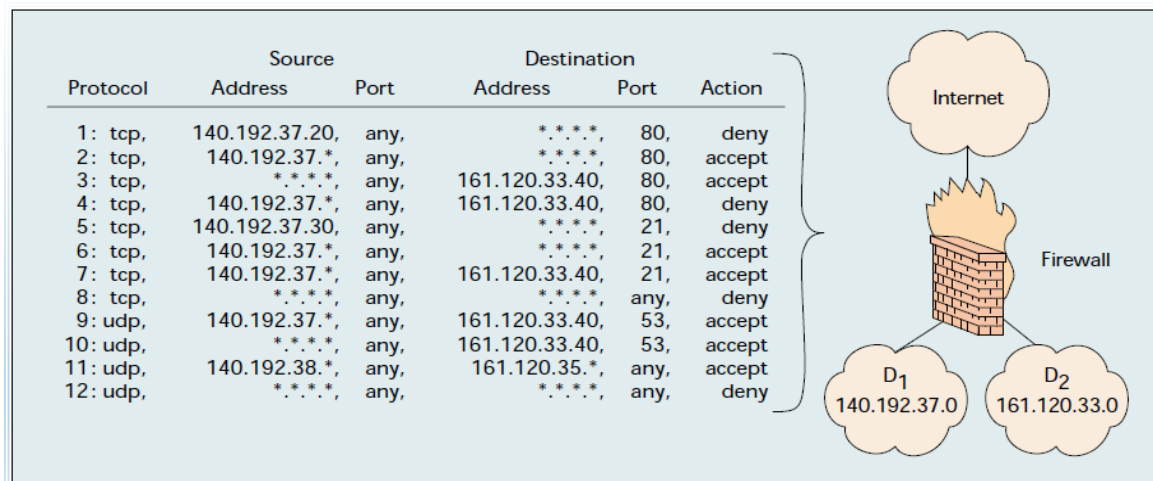 Source Destination
Protocol Address Port Address Port Action
1: tcp, 140.192.37.20, any, *.*.*.*, 80, deny
2: tcp, 140.192.37.*, any, *.*.*.*, 80, accept
3: tcp, *.*.*.*, any, 161.120.33.40, 80, accept
4: tcp, 140.192.37.*, any, 161.120.33.40, 80, deny
5: tcp, 140.192.37.30, any, *.*.*.*, 21, deny
6: tcp, 140.192.37.*, any, *.*.*.*, 21, accept
7: tcp, 140.192.37.*, any, 161.120.33.40, 21, accept
8: tcp, *.*.*.*, any, *.*.*.*, any, deny
9: udp, 140.192.37.*, any, 161.120.33.40, 53, accept
10: udp, *.*.*.*, any, 161.120.33.40, 53, accept
11: udp, 140.192.38.*, any, 161.120.35.*, any, accept
12: udp, *.*.*.*, any, *.*.*.*, any, deny
Internet
Firewall
D1
140.192.37.0
D2
161.120.33.0